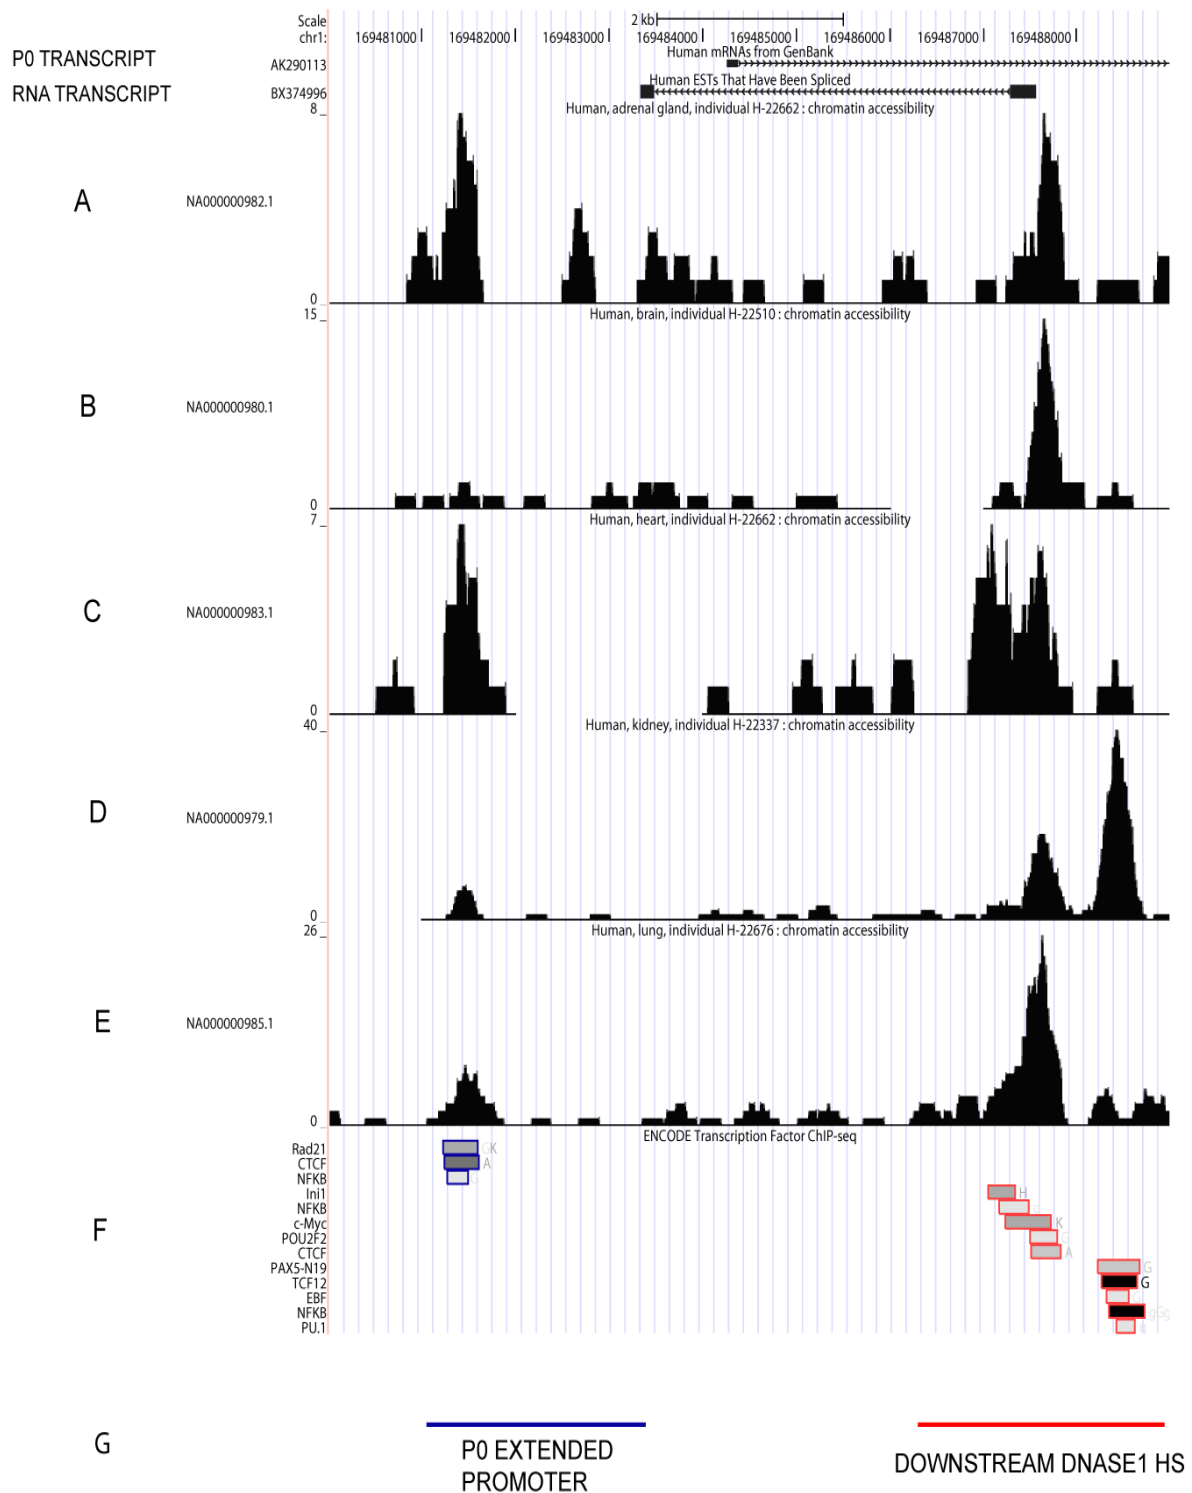 Scale 2 kb
chr1: 169481000 169482000 169483000 169484000 169485000 169486000 169487000 169488000
Human mRNAs from GenBank
P0 TRANSCRIPT AK290113
Human ESTs That Have Been Spliced
RNA TRANSCRIPT BX374996
Human, adrenal gland, individual H-22662 : chromatin accessibility
8
A NA000000982.1
0
Human, brain, individual H-22510 : chromatin accessibility
15
B NA000000980.1
0
Human, heart, individual H-22662 : chromatin accessibility
7
C NA000000983.1
0
Human, kidney, individual H-22337 : chromatin accessibility
40
D NA000000979.1
0
Human, lung, individual H-22676 : chromatin accessibility
26
E NA000000985.1
0
ENCODE Transcription Factor ChIP-seq
Rad21 GK
CTCF A
NFKB
Ini1 H
NFKB
c-Myc K
F
POU2F2 G
CTCF A
PAX5-N19 G
TCF12 G
EBF
NFKB gGg
PU.1
G
P0 EXTENDED
PROMOTER
DOWNSTREAM DNASE1 HS